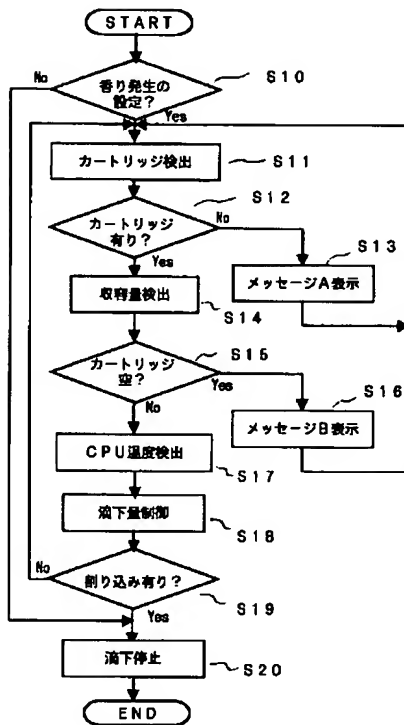 START
No
香り発生の
設定？
S10
Yes
カートリッジ検出
S11
S12
カートリッジ
有り？
No
Yes
S13
メッセージA表示
収容量検出
S14
S15
カートリッジ
空？
Yes
No
S16
メッセージB表示
CPU温度検出
S17
滴下量制御
S18
No
割り込み有り？
S19
Yes
滴下停止
S20
END